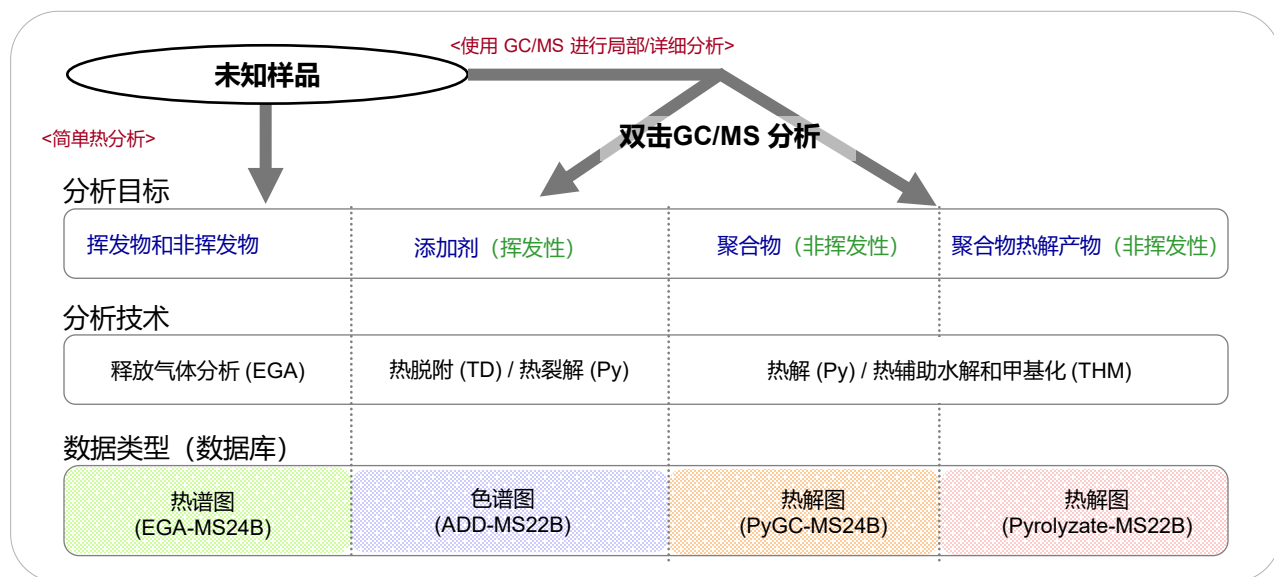 <使用 GC/MS 进行局部/详细分析>
未知样品
<简单热分析>
双击GC/MS 分析
分析目标
挥发物和非挥发物
添加剂（挥发性）
聚合物（非挥发性）
聚合物热解产物（非挥发性）
分析技术
释放气体分析 (EGA)
热脱附 (TD) / 热裂解 (Py)
热解 (Py) / 热辅助水解和甲基化 (THM)
数据类型（数据库）
热谱图
(EGA-MS24B)
色谱图
(ADD-MS22B)
热解图
(PyGC-MS24B)
热解图
(Pyrolyzate-MS22B)